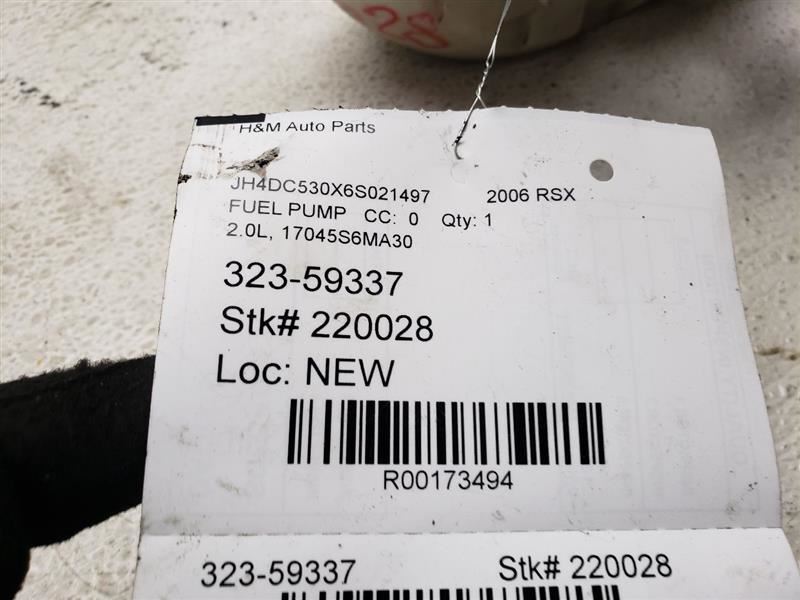 28
H&M Auto Parts
JH4DC530X6S021497 2006 RSX
FUEL PUMP CC: 0 Qty: 1
2.0L, 17045S6MA30
323-59337
Stk# 220028
Loc: NEW
R00173494
323-59337 Stk# 220028